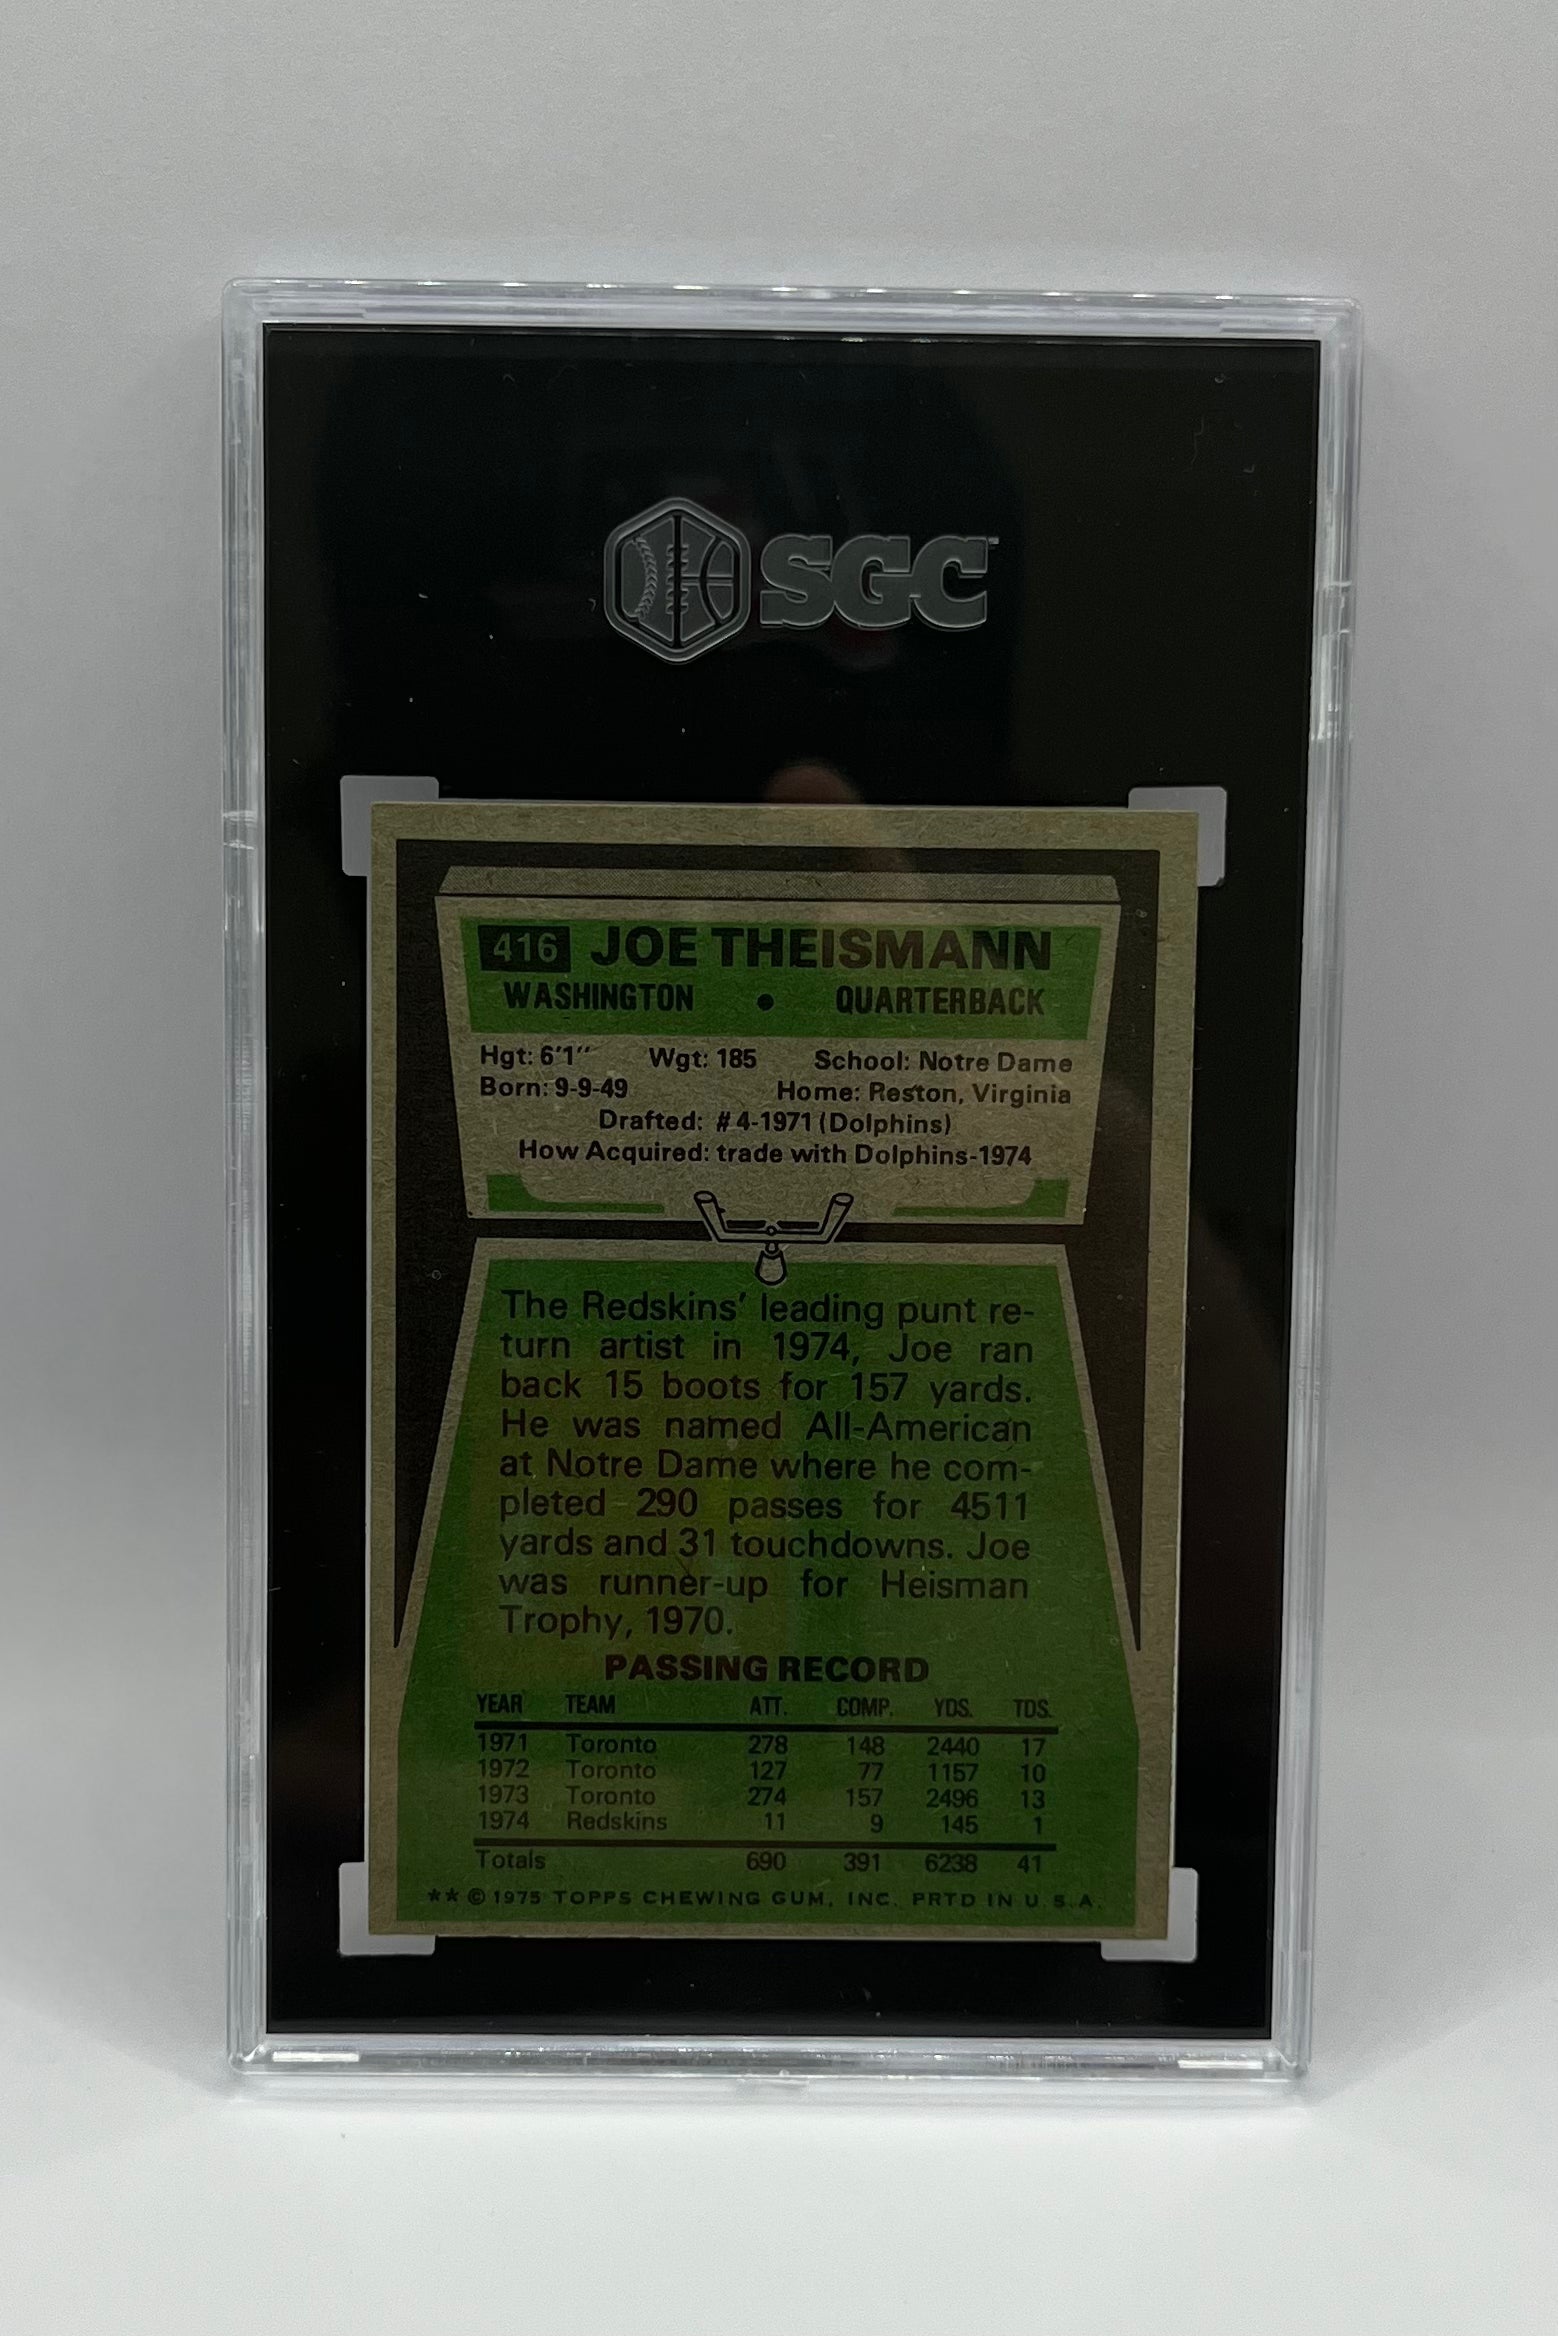 SGC
416 JOE THEISMANN
WASHINGTON • QUARTERBACK
Hgt: 6'1" Wgt: 185 School: Notre Dame
Born: 9-9-49 Home: Reston, Virginia
Drafted: #4-1971 (Dolphins)
How Acquired: trade with Dolphins-1974
The Redskins' leading punt re-
turn artist in 1974, Joe ran
back 15 boots for 157 yards.
He was named All-American
at Notre Dame where he com-
pleted 290 passes for 4511
yards and 31 touchdowns. Joe
was runner-up for Heisman
Trophy, 1970.
PASSING RECORD
YEAR TEAM ATT. COMP. YDS. TDS.
1971 Toronto 278 148 2440 17
1972 Toronto 127 77 1157 10
1973 Toronto 274 157 2496 13
1974 Redskins 11 9 145 1
Totals 690 391 6238 41
** © 1975 TOPPS CHEWING GUM, INC. PRTD IN U.S.A.